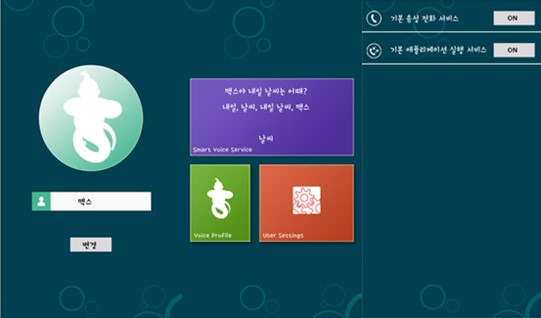 맥스
변경
맥스야 내일 날씨는 어때?
내일, 날씨, 내일 날씨, 맥스
날씨
Smart Voice Service
Voice Profile
User Settings
기본 음성 전화 서비스
ON
기본 애플리케이션 실행 서비스
ON